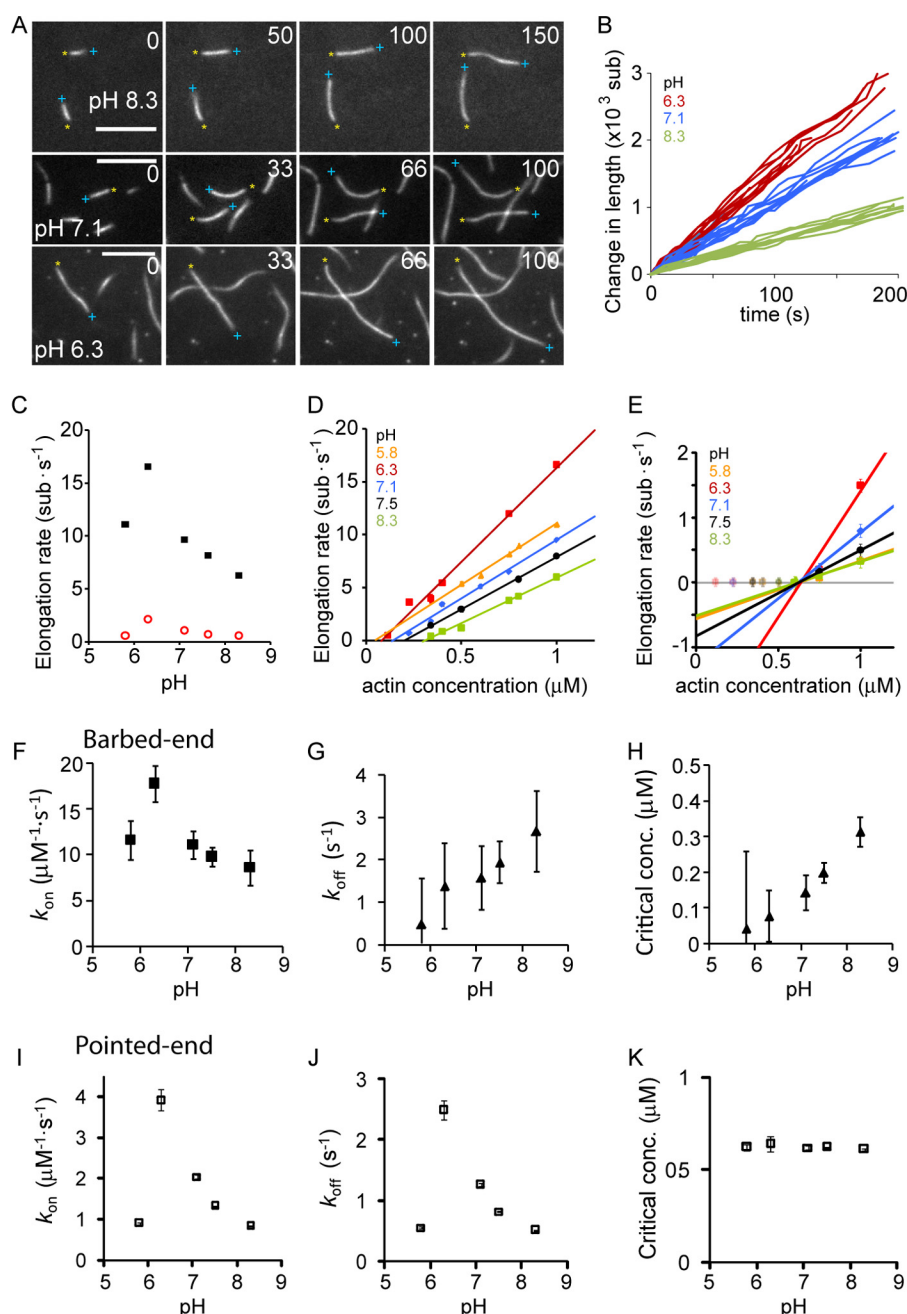 A
0
50
100
150
pH 8.3
0
33
66
100
pH 7.1
0
33
66
100
pH 6.3
B
Change in length (x10³ sub)
3
2
1
0
pH
6.3
7.1
8.3
0
100
200
time (s)
C
Elongation rate (sub · s⁻¹)
20
15
10
5
0
5
6
7
8
9
pH
D
Elongation rate (sub · s⁻¹)
20
15
10
5
0
pH
5.8
6.3
7.1
7.5
8.3
0
0.5
1
actin concentration (μM)
E
Elongation rate (sub · s⁻¹)
2
1
0
-1
pH
5.8
6.3
7.1
7.5
8.3
0
0.5
1
actin concentration (μM)
F
Barbed-end
kon (μM⁻¹·s⁻¹)
20
15
10
5
0
5
6
7
8
9
pH
G
koff (s⁻¹)
4
3
2
1
0
5
6
7
8
9
pH
H
Critical conc. (μM)
0.5
0.4
0.3
0.2
0.1
0
5
6
7
8
9
pH
I
Pointed-end
kon (μM⁻¹·s⁻¹)
4
3
2
1
0
5
6
7
8
9
pH
J
koff (s⁻¹)
3
2
1
0
5
6
7
8
9
pH
K
Critical conc. (μM)
1
05
0
5
6
7
8
9
pH